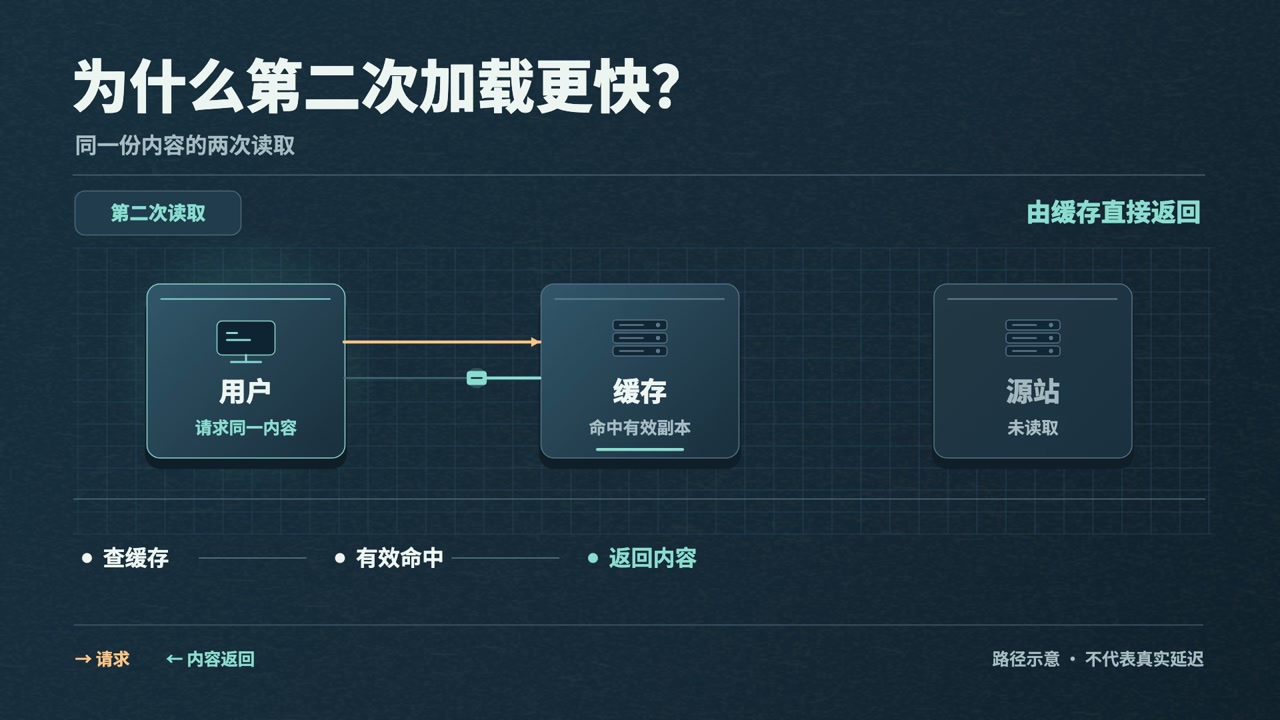 为什么第二次加载更快?
同一份内容的两次读取
第二次读取
由缓存直接返回
用户
请求同一内容
缓存
命中有效副本
源站
未读取
查缓存
有效命中
返回内容
→ 请求
← 内容返回
路径示意 · 不代表真实延迟